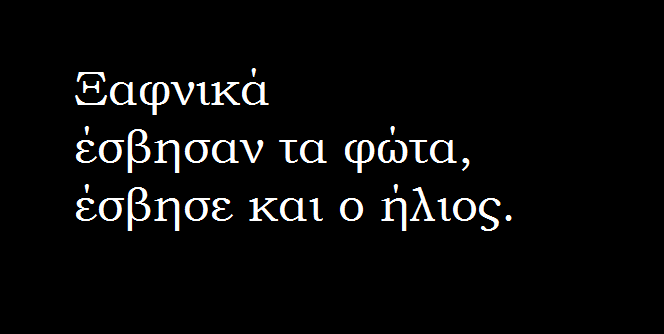 Ξαφνικά
έσβησαν τα φώτα,
έσβησε και ο ήλιος.